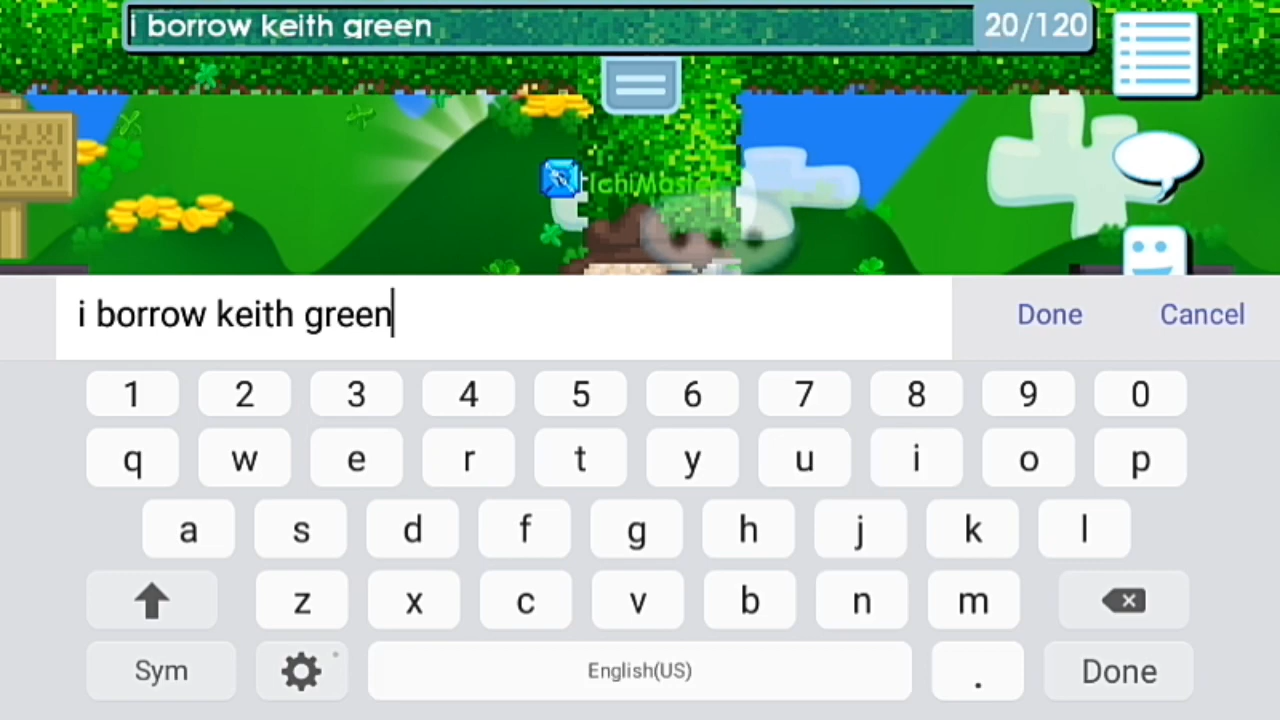 i borrow keith green
20/120
IchiMaster
i borrow keith green
Done
Cancel
1 2 3 4 5 6 7 8 9 0
q w e r t y u i o p
a s d f g h j k l
z x c v b n m
Sym
English(US)
.
Done